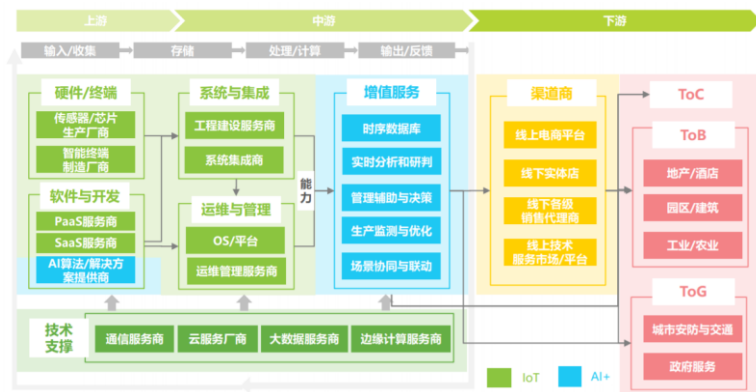 上游
中游
下游
输入/收集
存储
处理/计算
输出/反馈
硬件/终端
传感器/芯片
生产厂商
智能终端
制造厂商
软件与开发
PaaS服务商
SaaS服务商
AI算法/解决方
案提供商
系统与集成
工程建设服务商
系统集成商
运维与管理
OS/平台
运维管理服务商
能力
增值服务
时序数据库
实时分析和研判
管理辅助与决策
生产监测与优化
场景协同与联动
渠道商
线上电商平台
线下实体店
线下各级
销售代理商
线上技术
服务市场/平台
ToC
ToB
地产/酒店
园区/建筑
工业/农业
ToG
城市安防与交通
政府服务
技术
支撑
通信服务商
云服务厂商
大数据服务商
边缘计算服务商
IoT
AI+